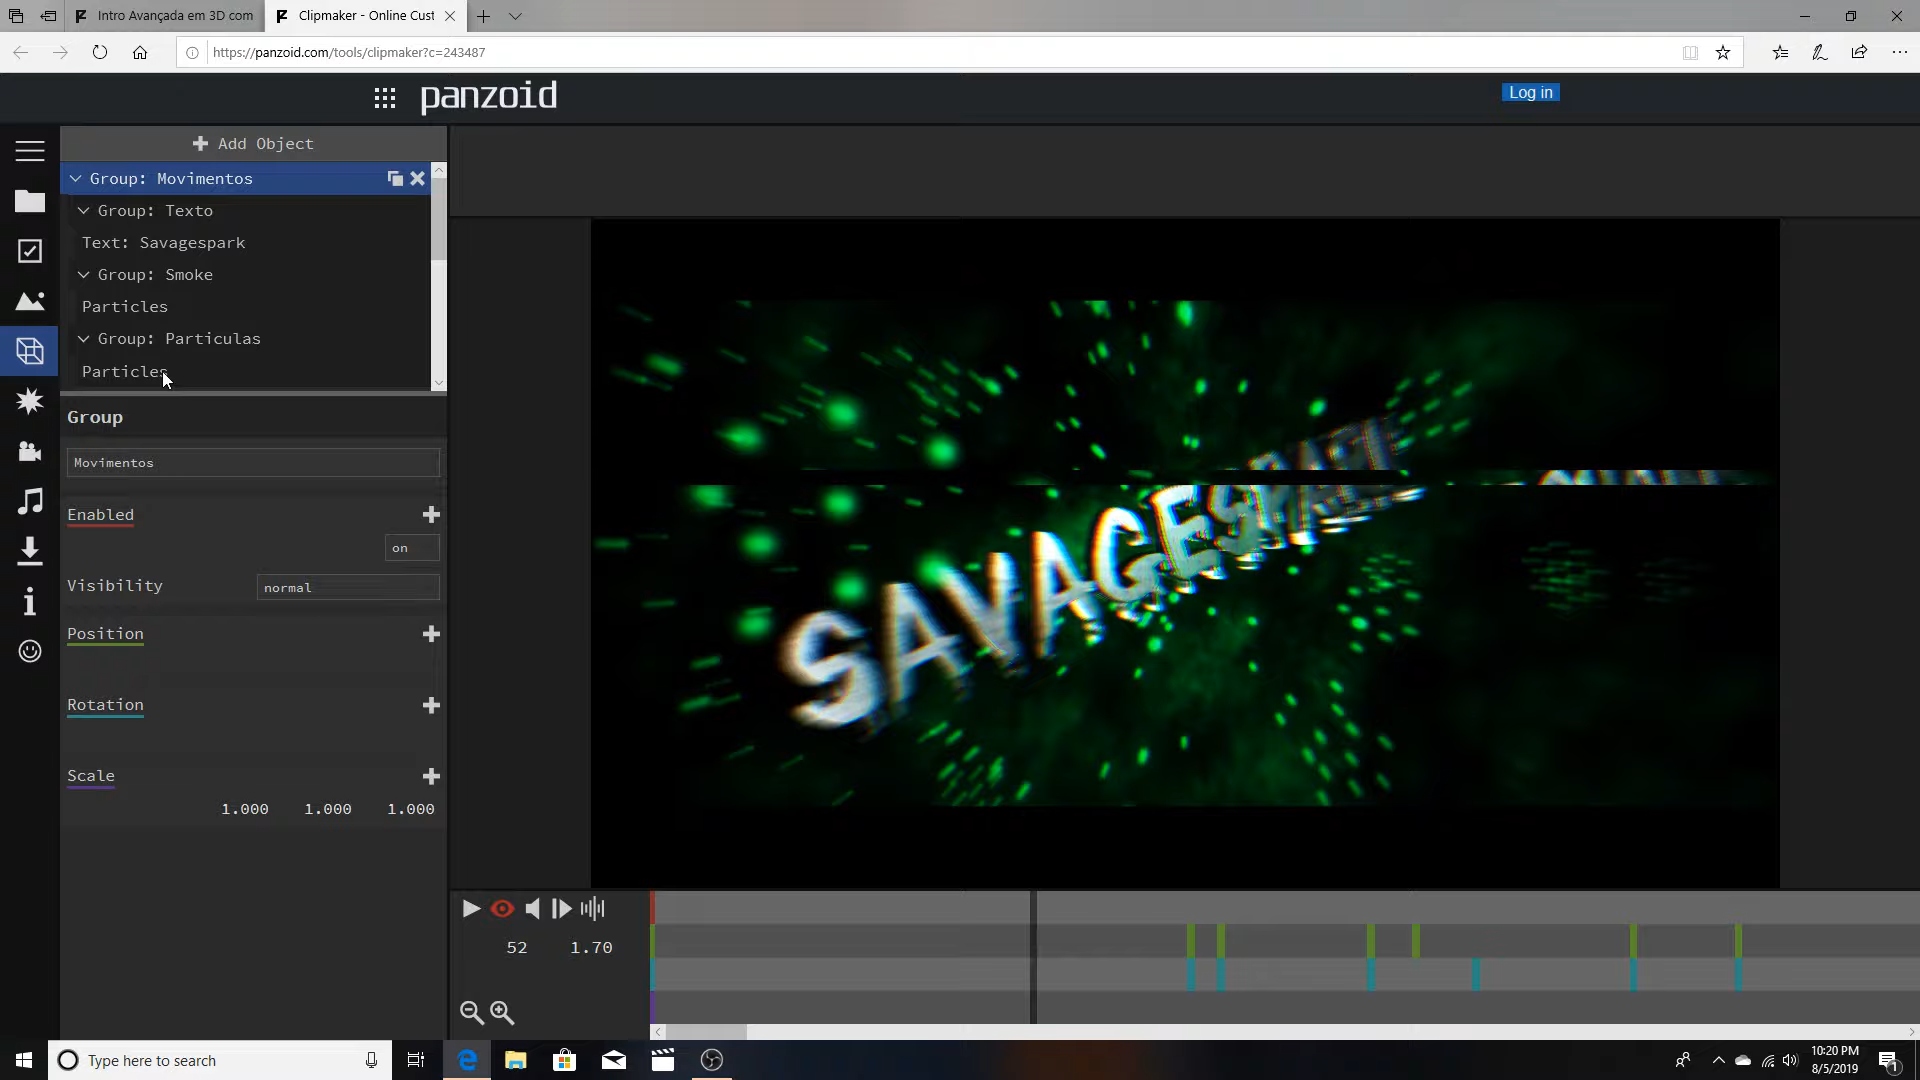 Intro Avançada em 3D com
Clipmaker - Online Cust
https://panzoid.com/tools/clipmaker?c=243487
panzoid
Log in
Add Object
Group: Movimentos
Group: Texto
Text: Savagespark
Group: Smoke
Particles
Group: Particulas
Particles
Group
Movimentos
Enabled
on
Visibility
normal
Position
Rotation
Scale
1.000 1.000 1.000
SAVAGESPARK
52 1.70
Type here to search
10:20 PM
8/5/2019
1